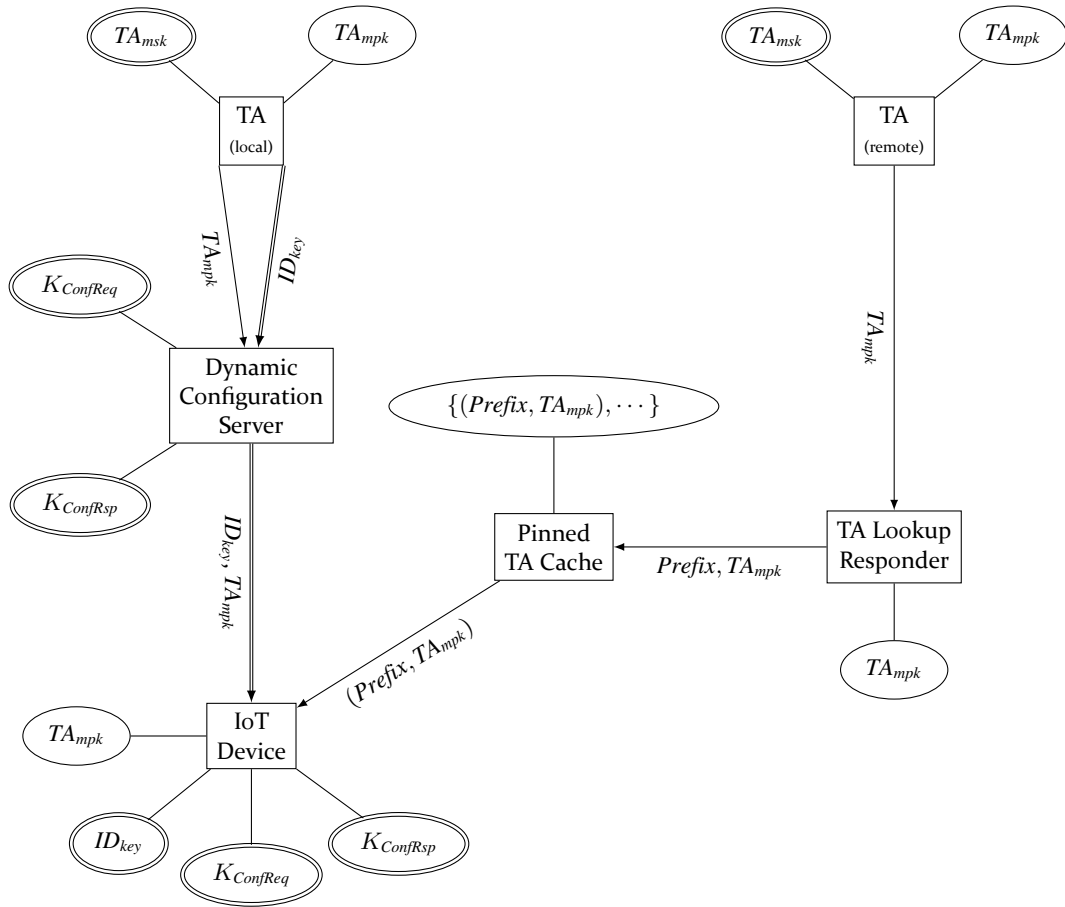 TA_msk
TA_mpk
TA_msk
TA_mpk
TA
(local)
TA
(remote)
TA_mpk
ID_key
K_ConfReq
TA_mpk
Dynamic
Configuration
Server
{(Prefix, TA_mpk), ⋯}
K_ConfRsp
ID_key, TA_mpk
Pinned
TA Cache
Prefix, TA_mpk
TA Lookup
Responder
(Prefix, TA_mpk)
TA_mpk
TA_mpk
IoT
Device
ID_key
K_ConfReq
K_ConfRsp